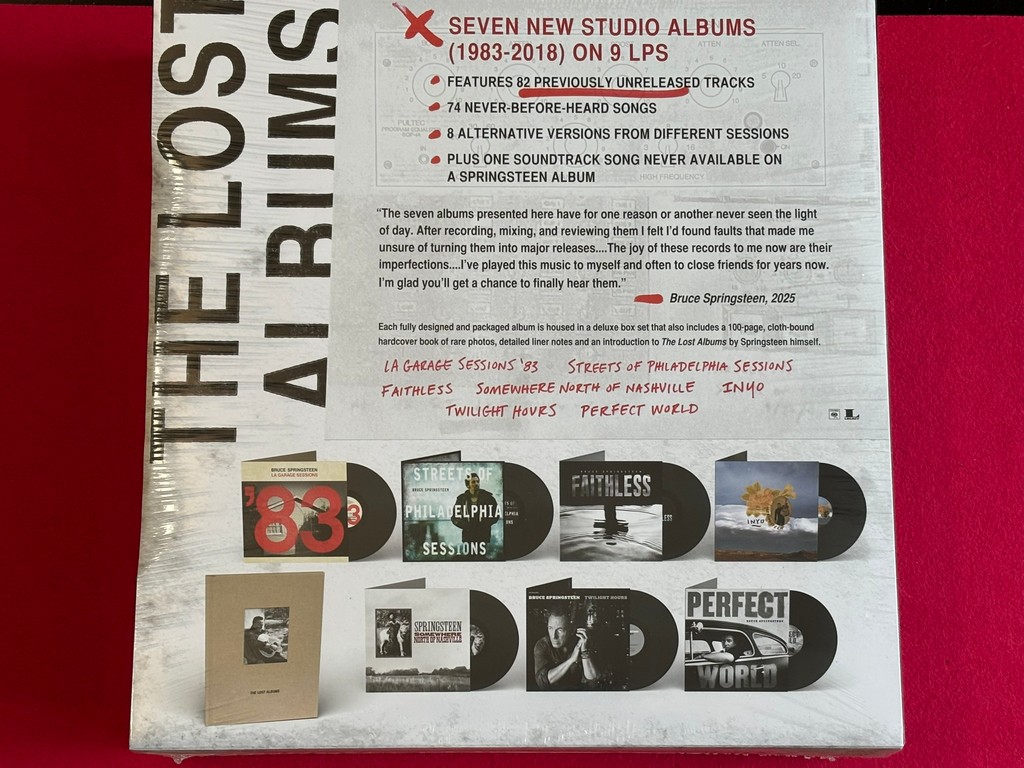 THE LOST
ALBUMS
SEVEN NEW STUDIO ALBUMS
(1983-2018) ON 9 LPS
FEATURES 82 PREVIOUSLY UNRELEASED TRACKS
74 NEVER-BEFORE-HEARD SONGS
8 ALTERNATIVE VERSIONS FROM DIFFERENT SESSIONS
PLUS ONE SOUNDTRACK SONG NEVER AVAILABLE ON
A SPRINGSTEEN ALBUM
ATTEN
ATTEN SEL
PULTEC
HIGH FREQUENCY
"The seven albums presented here have for one reason or another never seen the light
of day. After recording, mixing, and reviewing them I felt I'd found faults that made me
unsure of turning them into major releases....The joy of these records to me now are their
imperfections....I've played this music to myself and often to close friends for years now.
I'm glad you'll get a chance to finally hear them."
Bruce Springsteen, 2025
Each fully designed and packaged album is housed in a deluxe box set that also includes a 100-page, cloth-bound
hardcover book of rare photos, detailed liner notes and an introduction to The Lost Albums by Springsteen himself.
LA GARAGE SESSIONS '83 STREETS OF PHILADELPHIA SESSIONS
FAITHLESS SOMEWHERE NORTH OF NASHVILLE INYO
TWILIGHT HOURS PERFECT WORLD
BRUCE SPRINGSTEEN
LA GARAGE SESSIONS
'83
STREETS OF
BRUCE SPRINGSTEEN
PHILADELPHIA
SESSIONS
BRUCE SPRINGSTEEN
FAITHLESS
INYO
THE LOST ALBUMS
SPRINGSTEEN
SOMEWHERE
NORTH OF NASHVILLE
BRUCE SPRINGSTEEN TWILIGHT HOURS
PERFECT
BRUCE SPRINGSTEEN
WORLD